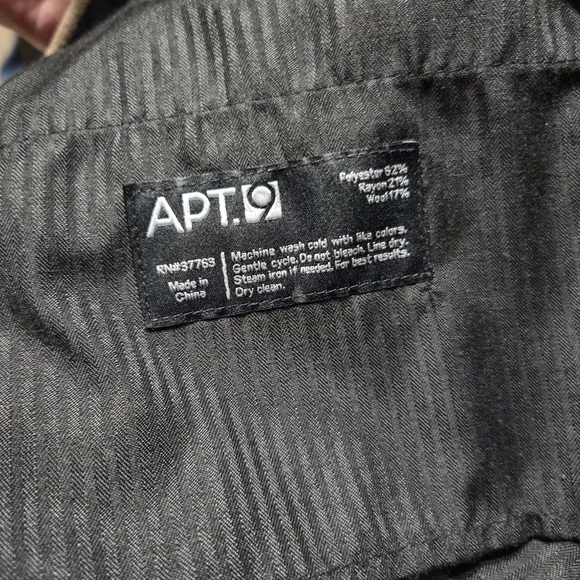 APT.9
Polyester 62%
Rayon 21%
Wool 17%
RN#37763
Made in
China
Machine wash cold with like colors.
Gentle cycle. Do not bleach. Line dry.
Steam iron if needed. For best results.
Dry clean.